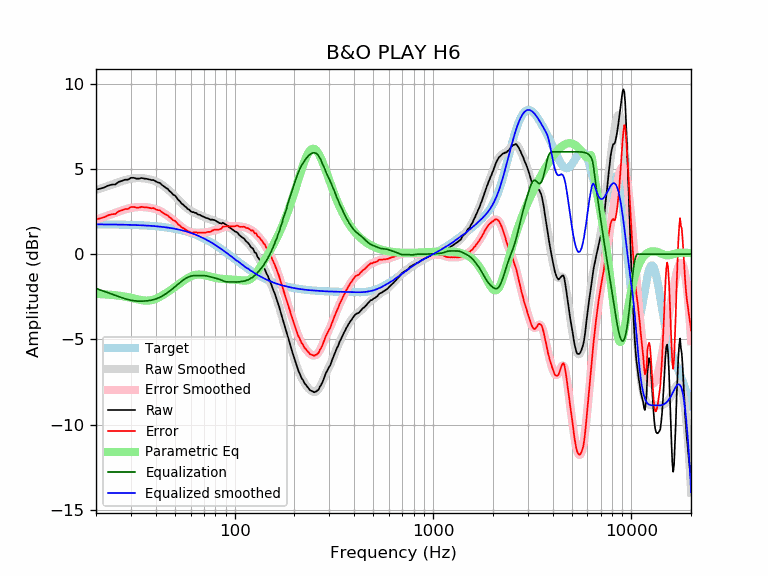 B&O PLAY H6
Amplitude (dBr)
10
5
0
−5
−10
−15
Target
Raw Smoothed
Error Smoothed
Raw
Error
Parametric Eq
Equalization
Equalized smoothed
100
1000
10000
Frequency (Hz)